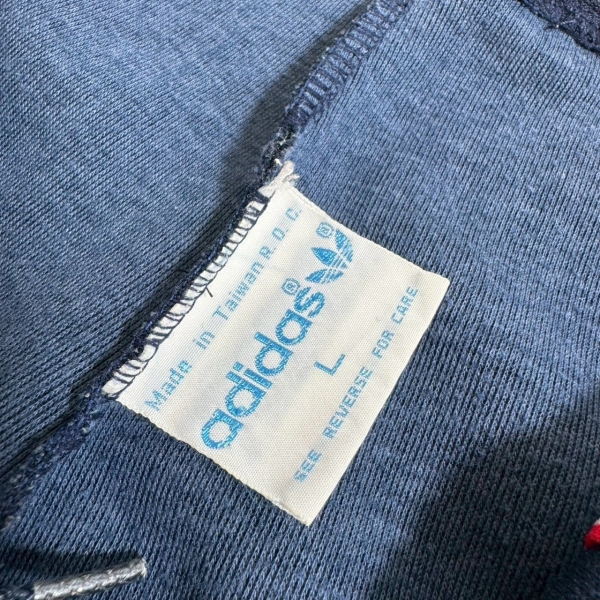 Made in Taiwan R.O.C.
adidas®
®
L
SEE REVERSE FOR CARE